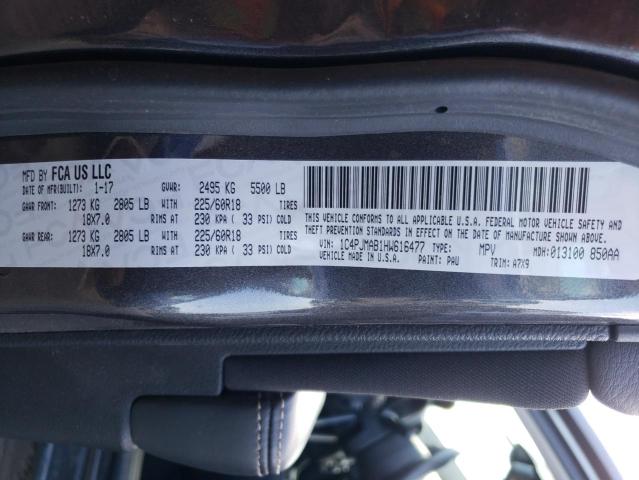 MFD BY FCA US LLC
DATE OF MFR(BUILT): 1-17 GVWR: 2495 KG 5500 LB
GAWR FRONT: 1273 KG 2805 LB WITH 225/60R18 TIRES
18X7.0 RIMS AT 230 KPA ( 33 PSI) COLD
GAWR REAR: 1273 KG 2805 LB WITH 225/60R18 TIRES
18X7.0 RIMS AT 230 KPA ( 33 PSI) COLD
THIS VEHICLE CONFORMS TO ALL APPLICABLE U.S.A. FEDERAL MOTOR VEHICLE SAFETY
AND THEFT PREVENTION STANDARDS IN EFFECT ON THE DATE OF MANUFACTURE SHOWN ABOVE.
VIN: 1C4PJMAB1HW616477 TYPE: MPV MDH: 013100 850AA
VEHICLE MADE IN U.S.A. PAINT: PAU TRIM: A7X9